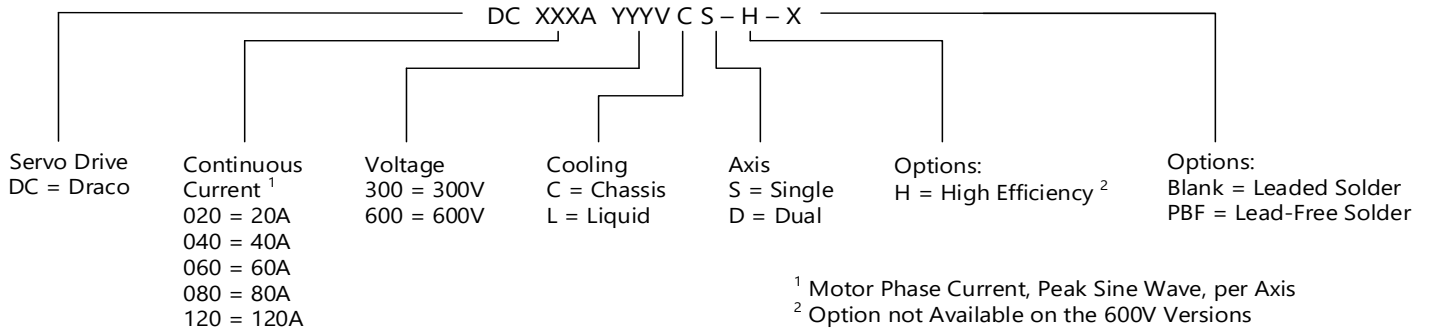 DC XXXA YYYV C S – H – X
Servo Drive
DC = Draco
Continuous
Current 1
020 = 20A
040 = 40A
060 = 60A
080 = 80A
120 = 120A
Voltage
300 = 300V
600 = 600V
Cooling
C = Chassis
L = Liquid
Axis
S = Single
D = Dual
Options:
H = High Efficiency 2
Options:
Blank = Leaded Solder
PBF = Lead-Free Solder
1 Motor Phase Current, Peak Sine Wave, per Axis
2 Option not Available on the 600V Versions